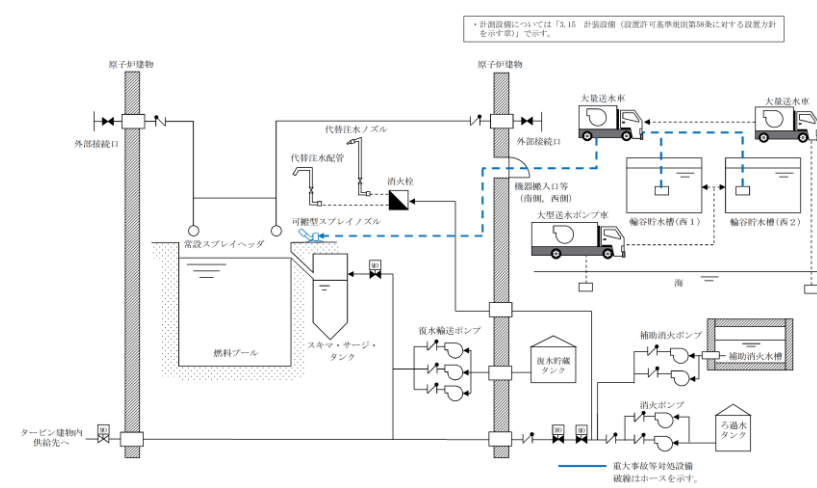 ・計測設備については「3.15　計装設備（設置許可基準規則第58条に対する設置方針
を示す章)」で示す。
原子炉建物
原子炉建物
大量送水車
大量送水車
外部接続口
外部接続口
代替注水ノズル
代替注水配管
消火栓
機器搬入口等
（南側，西側）
輪谷貯水槽(西１)
輪谷貯水槽(西２)
可搬型スプレイノズル
大型送水ポンプ車
常設スプレイヘッダ
海
MO
燃料プール
スキマ・サージ・
タンク
復水輸送ポンプ
復水貯蔵
タンク
補助消火ポンプ
補助消火水槽
消火ポンプ
ろ過水
タンク
タービン建物内
供給先へ
MO
MO
MO
重大事故等対処設備
破線はホースを示す。